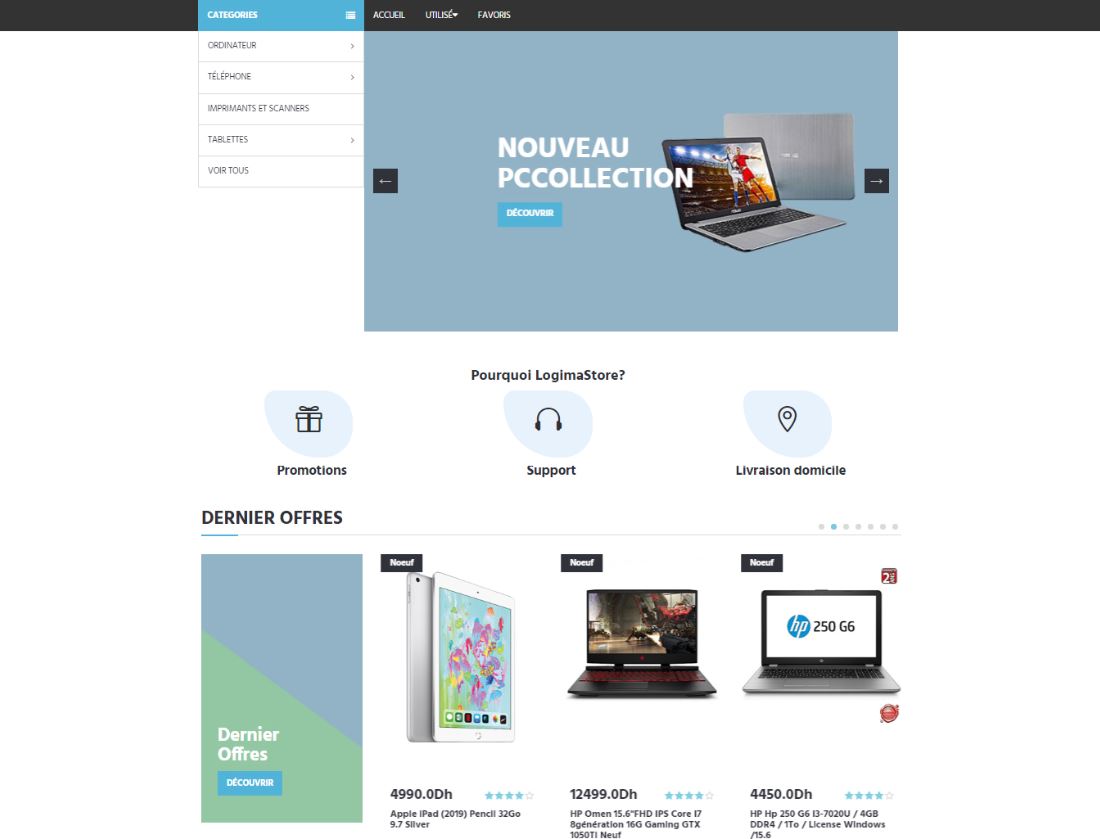 CATEGORIES
ACCUEIL
UTILISÉ
FAVORIS
ORDINATEUR
TÉLÉPHONE
IMPRIMANTS ET SCANNERS
TABLETTES
VOIR TOUS
NOUVEAU
PCCOLLECTION
DÉCOUVRIR
Pourquoi LogimaStore?
Promotions
Support
Livraison domicile
DERNIER OFFRES
Dernier
Offres
DÉCOUVRIR
Noeuf
4990.0Dh
Apple iPad (2019) Pencil 32Go
9.7 Silver
Noeuf
12499.0Dh
HP Omen 15.6"FHD IPS Core I7
8génération 16G Gaming GTX
1050TI Neuf
Noeuf
2
hp 250 G6
4450.0Dh
HP Hp 250 G6 I3-7020U / 4GB
DDR4 / 1To / License Windows
/15.6